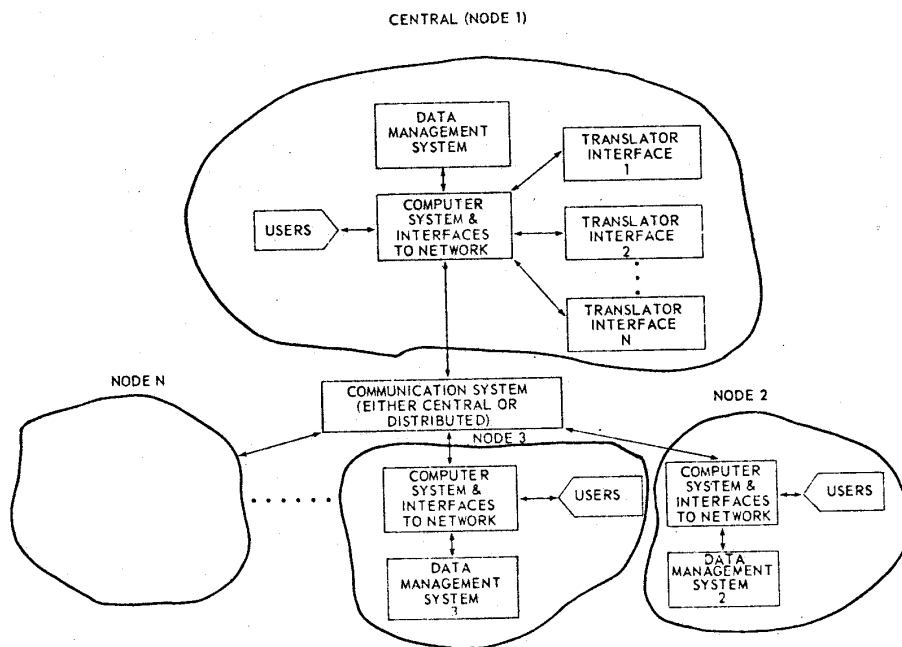 CENTRAL (NODE 1)
DATA
MANAGEMENT
SYSTEM
TRANSLATOR
INTERFACE
1
COMPUTER
SYSTEM &
INTERFACES
TO NETWORK
USERS
TRANSLATOR
INTERFACE
2
TRANSLATOR
INTERFACE
N
NODE N
COMMUNICATION SYSTEM
(EITHER CENTRAL OR
DISTRIBUTED)
NODE 2
NODE 3
COMPUTER
SYSTEM &
INTERFACES
TO NETWORK
USERS
DATA
MANAGEMENT
SYSTEM
3
COMPUTER
SYSTEM &
INTERFACES
TO NETWORK
USERS
DATA
MANAGEMENT
SYSTEM
2